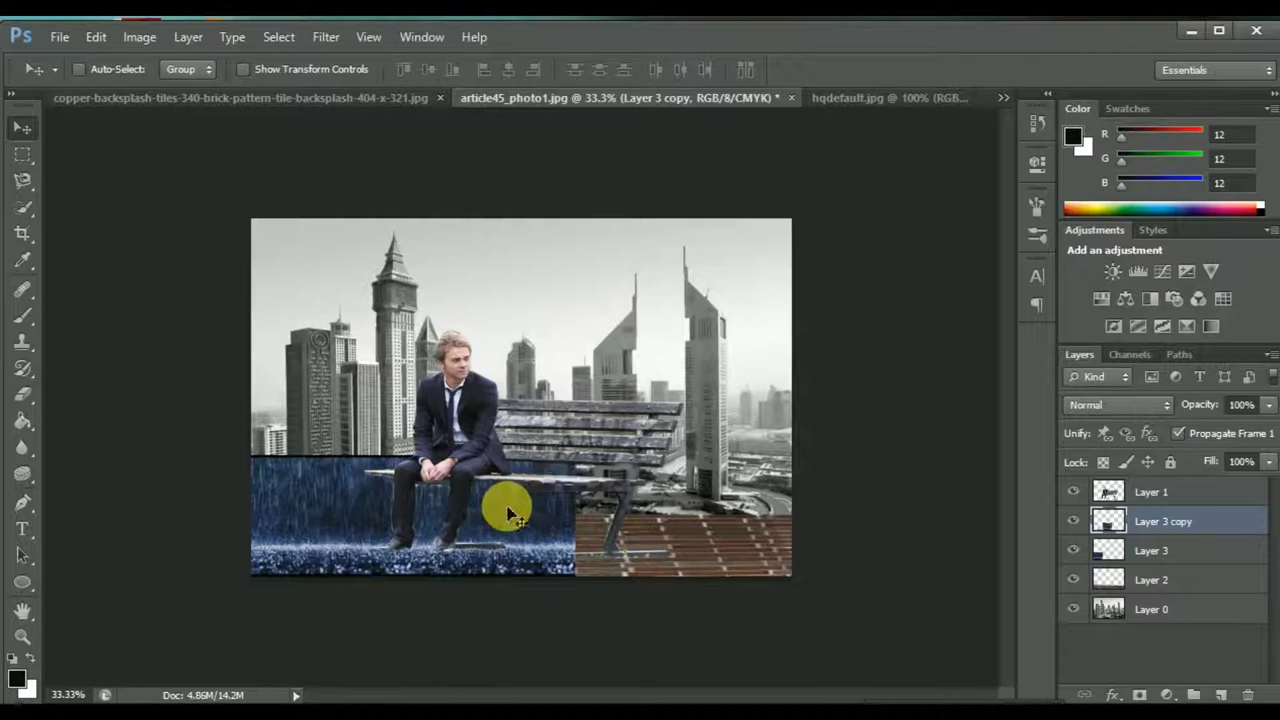 Ps File Edit Image Layer Type Select Filter View Window Help
Auto-Select: Group Show Transform Controls Essentials
copper-backsplash-tiles-340-brick-pattern-tile-backsplash-404-x-321.jpg × article45_photo1.jpg @ 33.3% (Layer 3 copy, RGB/8/CMYK) * × hqdefault.jpg @ 100% (RGB...
Color Swatches
R 12
G 12
B 12
Adjustments Styles
Add an adjustment
Layers Channels Paths
Kind
Normal Opacity: 100%
Unify: Propagate Frame 1
Lock: Fill: 100%
Layer 1
Layer 3 copy
Layer 3
Layer 2
Layer 0
33.33% Doc: 4.86M/14.2M